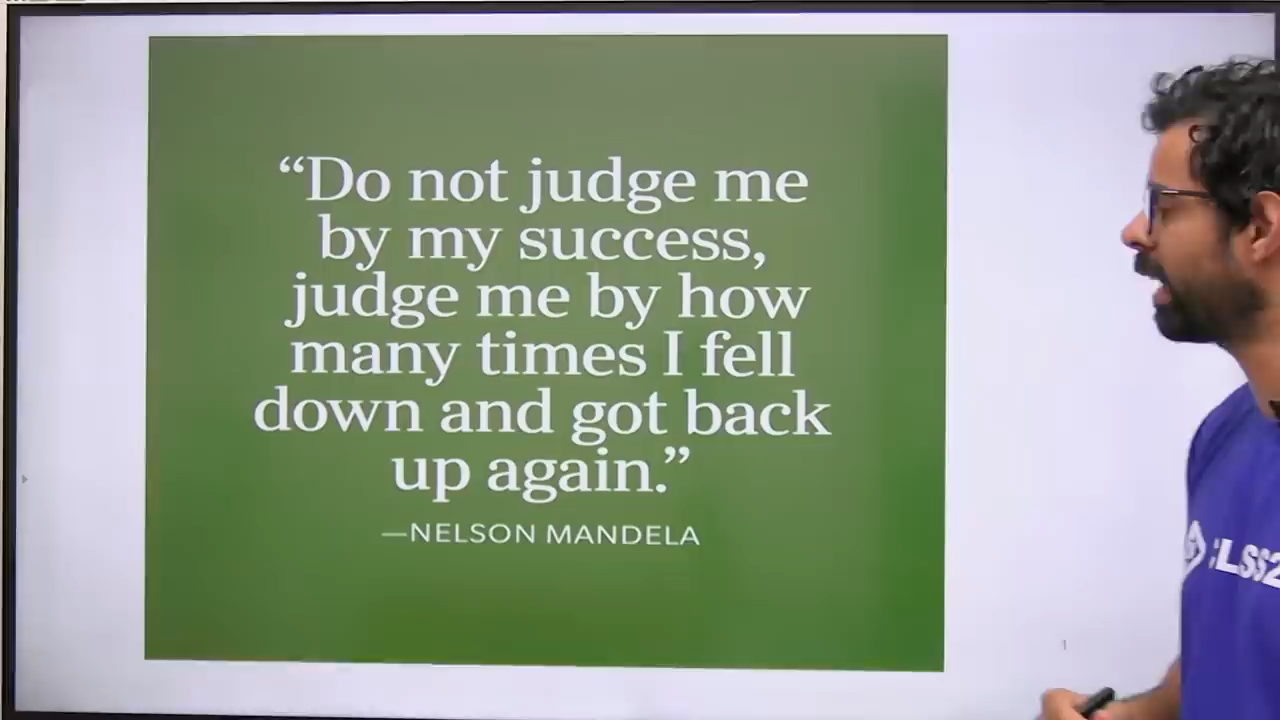 “Do not judge me
by my success,
judge me by how
many times I fell
down and got back
up again.”
—NELSON MANDELA
1